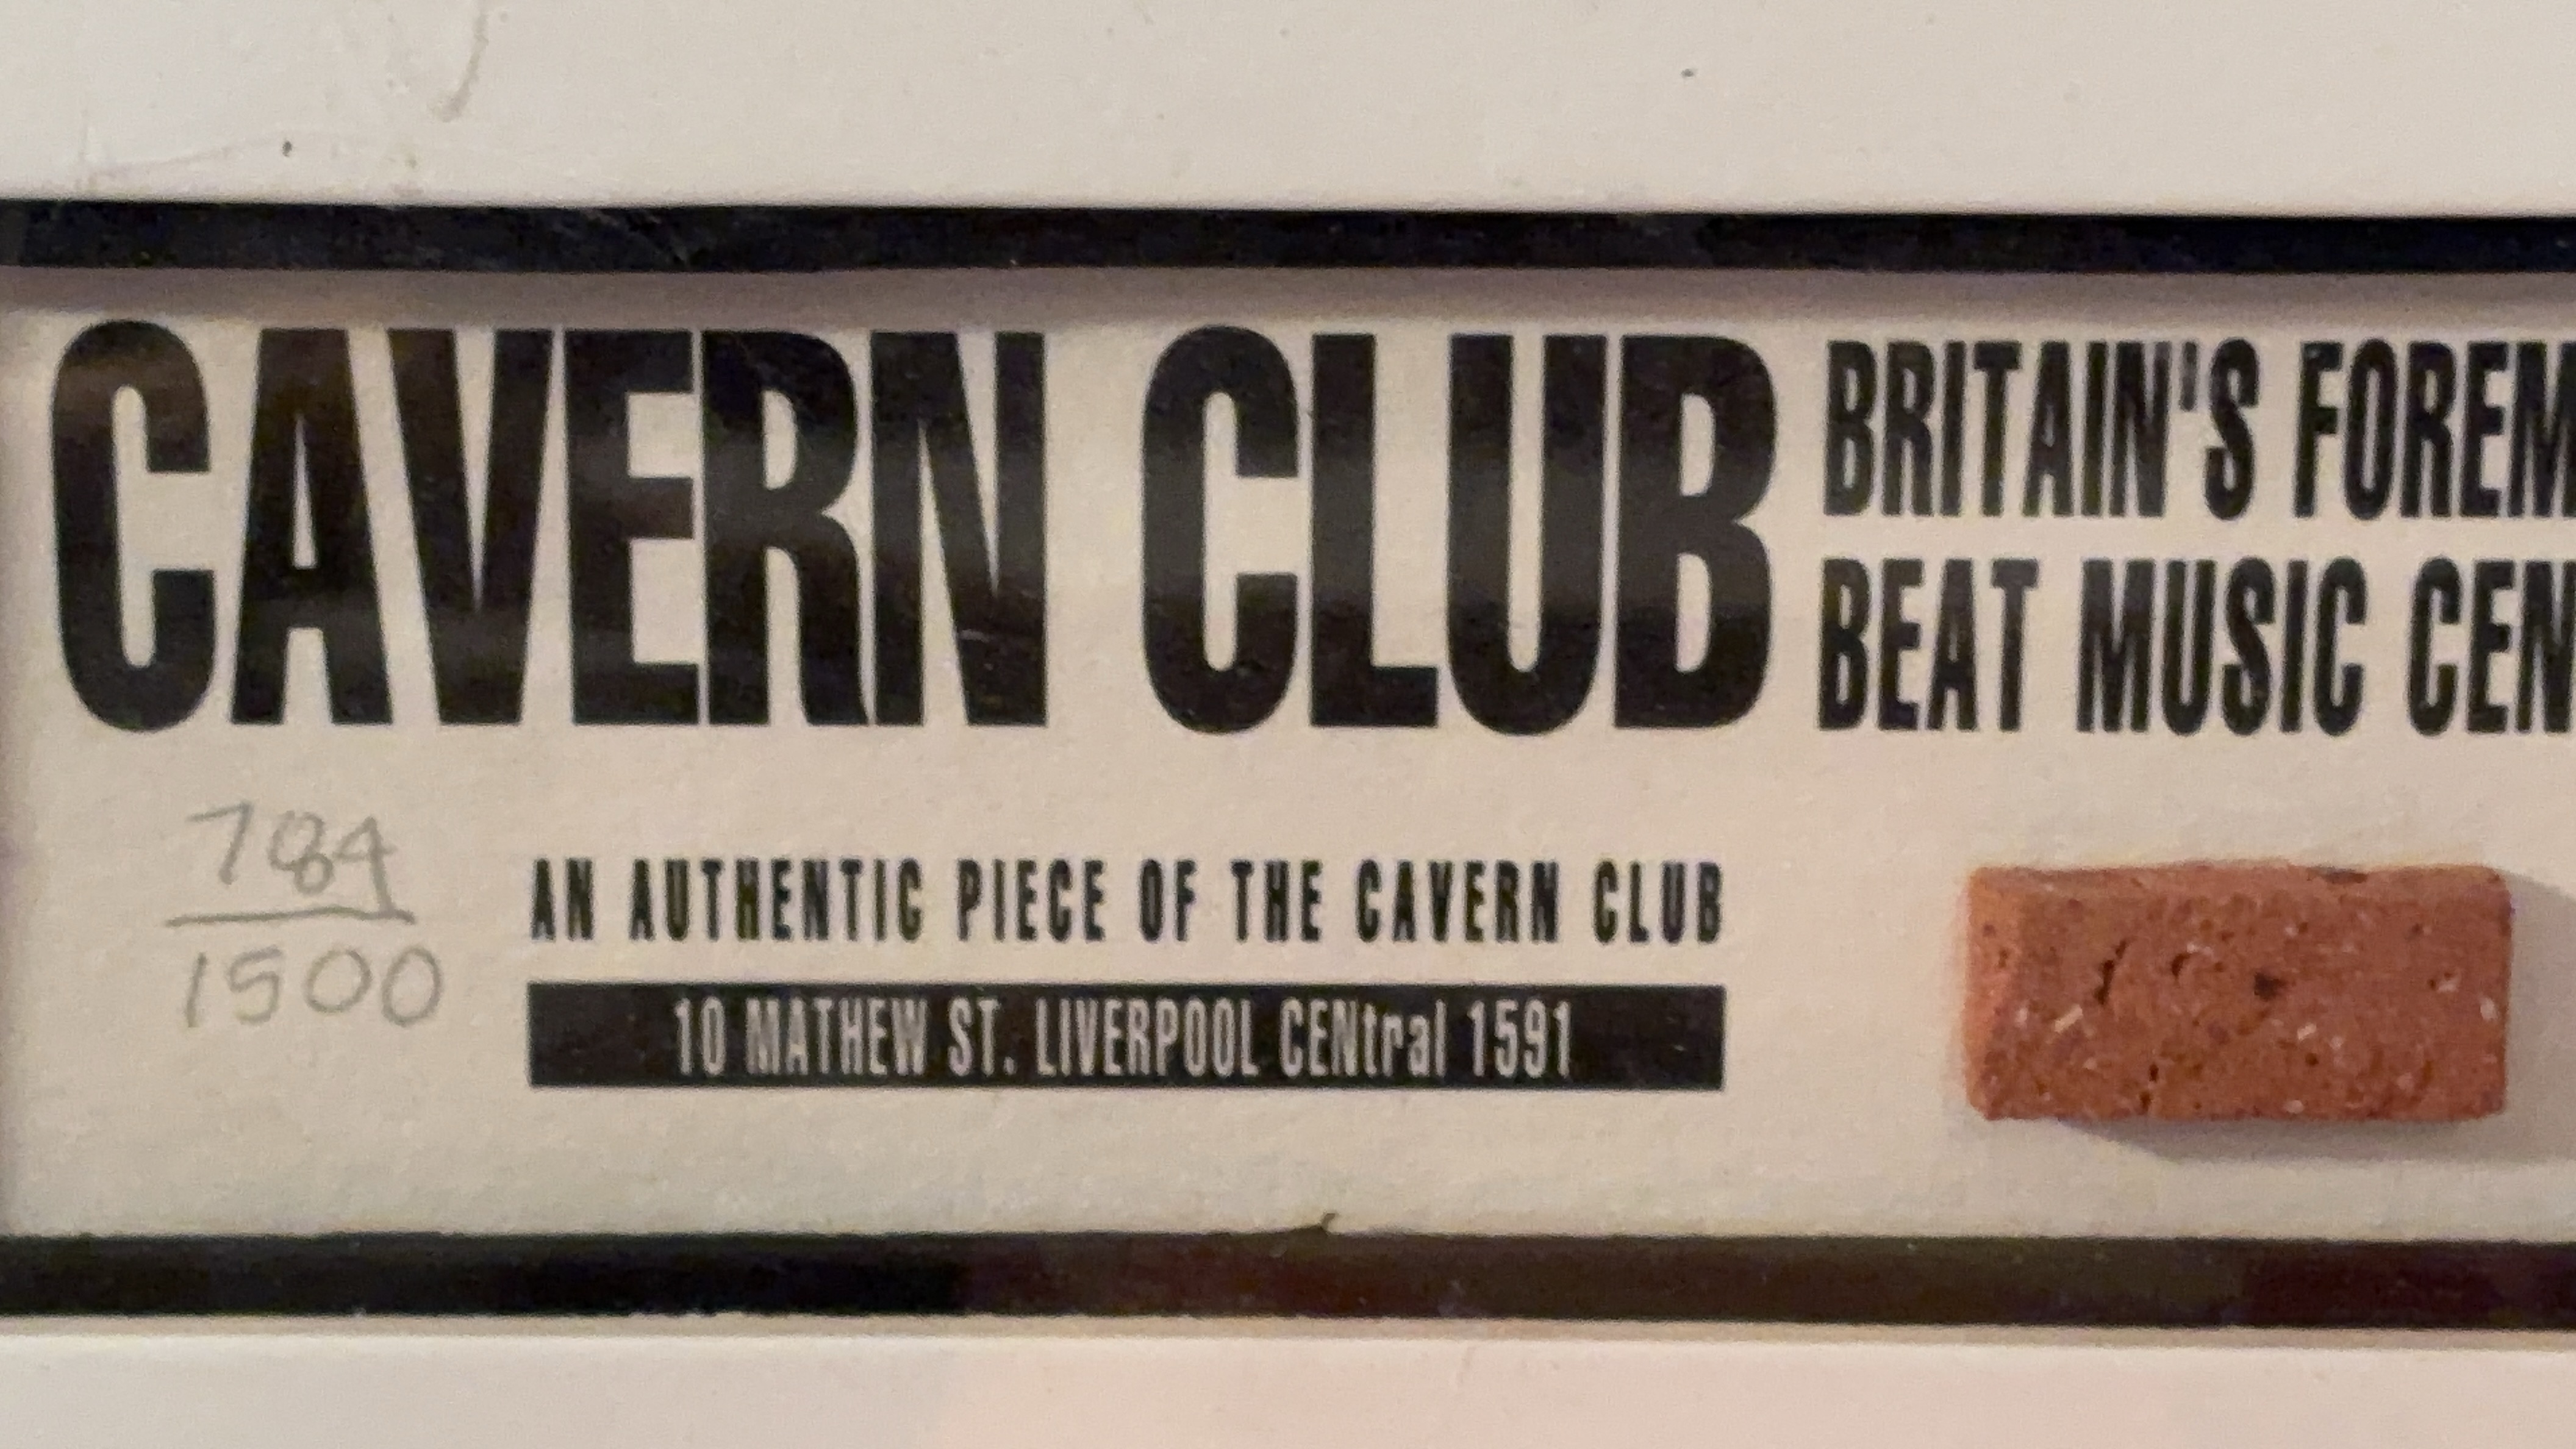 CAVERN CLUB
BRITAIN'S FOREM
BEAT MUSIC CEN
784
1500
AN AUTHENTIC PIECE OF THE CAVERN CLUB
10 MATHEW ST. LIVERPOOL CENtral 1591